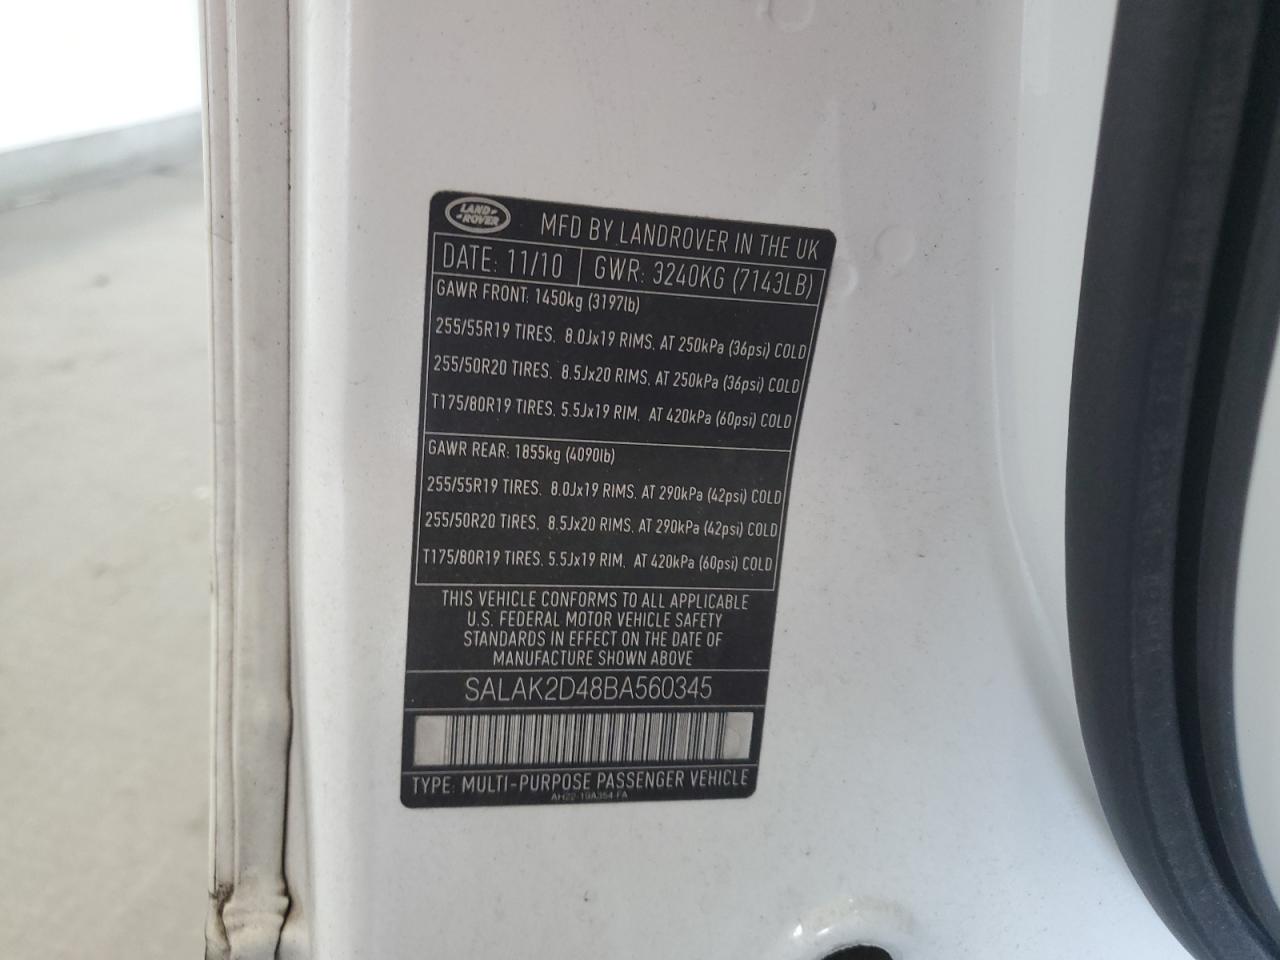 LAND ROVER
MFD BY LANDROVER IN THE UK
DATE: 11/10 GWR: 3240KG (7143LB)
GAWR FRONT: 1450kg (3197lb)
255/55R19 TIRES. 8.0Jx19 RIMS. AT 250kPa (36psi) COLD
255/50R20 TIRES. 8.5Jx20 RIMS. AT 250kPa (36psi) COLD
T175/80R19 TIRES. 5.5Jx19 RIM. AT 420kPa (60psi) COLD
GAWR REAR: 1855kg (4090lb)
255/55R19 TIRES. 8.0Jx19 RIMS. AT 290kPa (42psi) COLD
255/50R20 TIRES. 8.5Jx20 RIMS. AT 290kPa (42psi) COLD
T175/80R19 TIRES. 5.5Jx19 RIM. AT 420kPa (60psi) COLD
THIS VEHICLE CONFORMS TO ALL APPLICABLE
U.S. FEDERAL MOTOR VEHICLE SAFETY
STANDARDS IN EFFECT ON THE DATE OF
MANUFACTURE SHOWN ABOVE
SALAK2D48BA560345
TYPE: MULTI-PURPOSE PASSENGER VEHICLE
AH22-19A354-FA